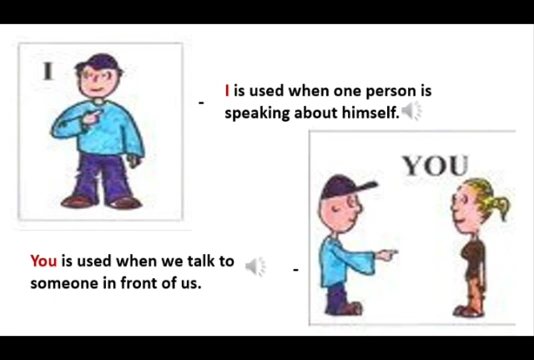 I
I is used when one person is
speaking about himself.
YOU
You is used when we talk to
someone in front of us.